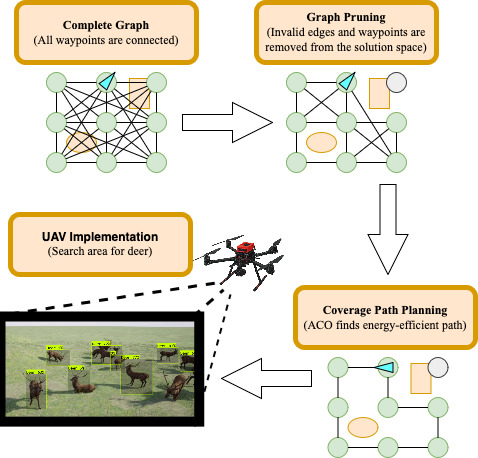 Complete Graph
(All waypoints are connected)
Graph Pruning
(Invalid edges and waypoints are
removed from the solution space)
UAV Implementation
(Search area for deer)
Coverage Path Planning
(ACO finds energy-efficient path)